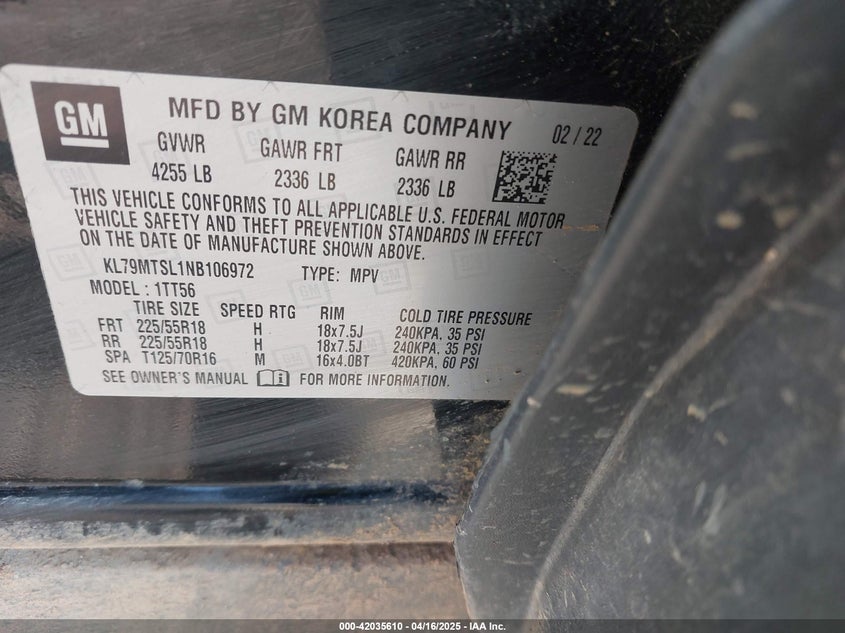 GM
MFD BY GM KOREA COMPANY 02 / 22
GVWR GAWR FRT GAWR RR
4255 LB 2336 LB 2336 LB
THIS VEHICLE CONFORMS TO ALL APPLICABLE U.S. FEDERAL MOTOR
VEHICLE SAFETY AND THEFT PREVENTION STANDARDS IN EFFECT
ON THE DATE OF MANUFACTURE SHOWN ABOVE.
KL79MTSL1NB106972 TYPE: MPV
MODEL : 1TT56
TIRE SIZE SPEED RTG RIM COLD TIRE PRESSURE
FRT 225/55R18 H 18x7.5J 240KPA, 35 PSI
RR 225/55R18 H 18x7.5J 240KPA, 35 PSI
SPA T125/70R16 M 16x4.0BT 420KPA, 60 PSI
SEE OWNER'S MANUAL FOR MORE INFORMATION.
000-42035610 - 04/16/2025 - IAA Inc.